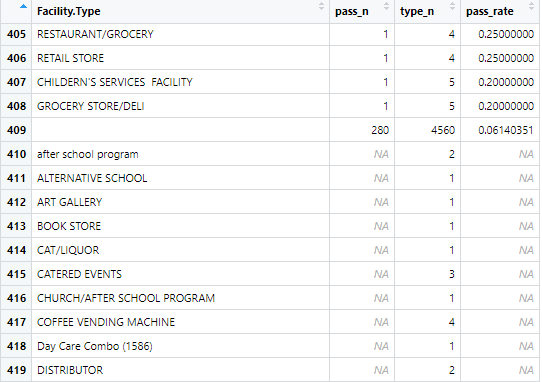 Facility.Type pass_n type_n pass_rate
405 RESTAURANT/GROCERY 1 4 0.25000000
406 RETAIL STORE 1 4 0.25000000
407 CHILDERN'S SERVICES  FACILITY 1 5 0.20000000
408 GROCERY STORE/DELI 1 5 0.20000000
409 280 4560 0.06140351
410 after school program NA 2 NA
411 ALTERNATIVE SCHOOL NA 1 NA
412 ART GALLERY NA 1 NA
413 BOOK STORE NA 1 NA
414 CAT/LIQUOR NA 1 NA
415 CATERED EVENTS NA 3 NA
416 CHURCH/AFTER SCHOOL PROGRAM NA 1 NA
417 COFFEE VENDING MACHINE NA 4 NA
418 Day Care Combo (1586) NA 1 NA
419 DISTRIBUTOR NA 2 NA